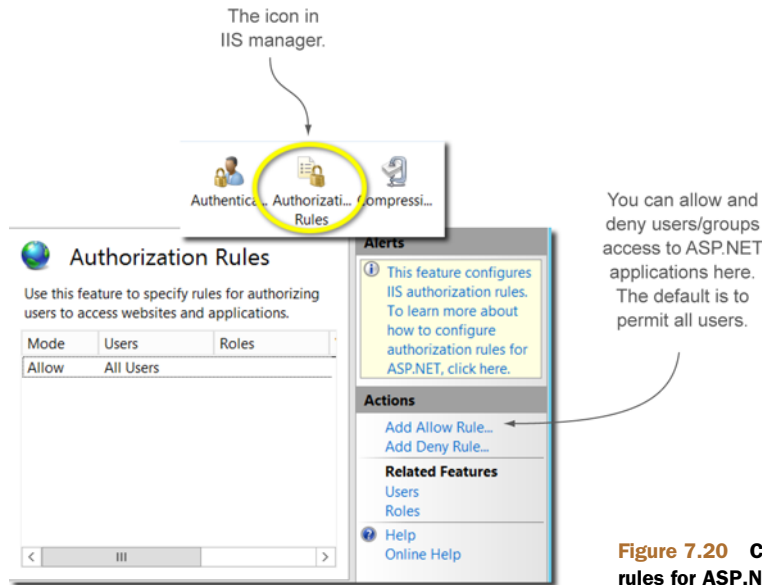 The icon in
IIS manager.
Authentica... Authorizati... Compressi...
Rules
You can allow and
deny users/groups
access to ASP.NET
applications here.
The default is to
permit all users.
Authorization Rules
Use this feature to specify rules for authorizing
users to access websites and applications.
Mode Users Roles
Allow All Users
Alerts
This feature configures
IIS authorization rules.
To learn more about
how to configure
authorization rules for
ASP.NET, click here.
Actions
Add Allow Rule...
Add Deny Rule...
Related Features
Users
Roles
Help
Online Help
Figure 7.20 C
rules for ASP.N